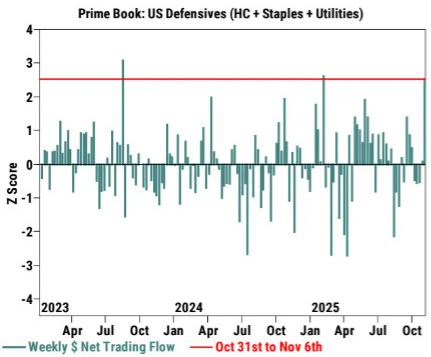 Prime Book: US Defensives (HC + Staples + Utilities)
4
3
2
1
0
-1
-2
-3
-4
Z Score
2023 2024 2025
Apr Jul Oct Jan Apr Jul Oct Jan Apr Jul Oct
Weekly $ Net Trading Flow Oct 31st to Nov 6th